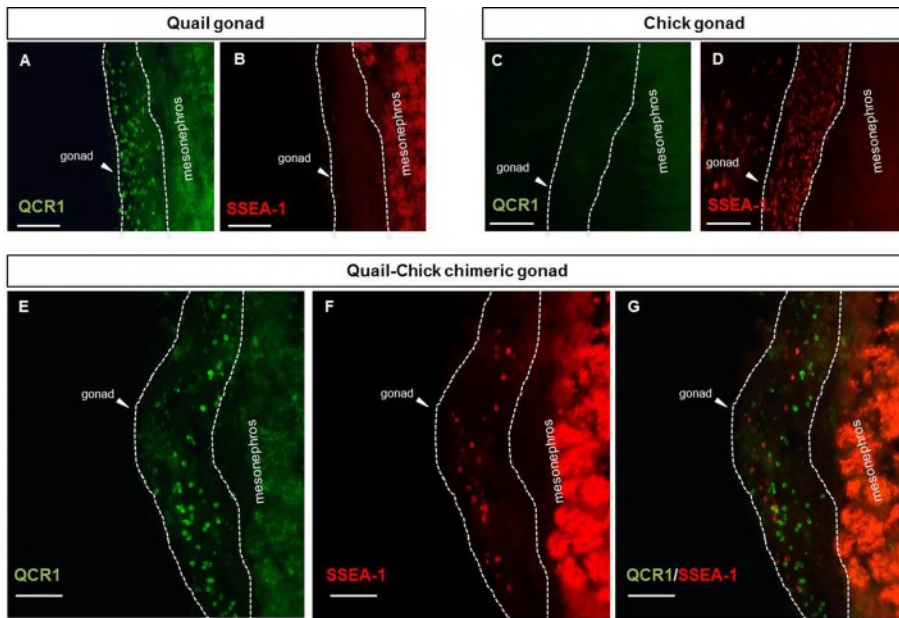 Quail gonad
Chick gonad
A
gonad
mesonephros
QCR1
B
gonad
mesonephros
SSEA-1
C
gonad
mesonephros
QCR1
D
gonad
mesonephros
SSEA-1
Quail-Chick chimeric gonad
E
gonad
mesonephros
QCR1
F
gonad
mesonephros
SSEA-1
G
gonad
mesonephros
QCR1/SSEA-1